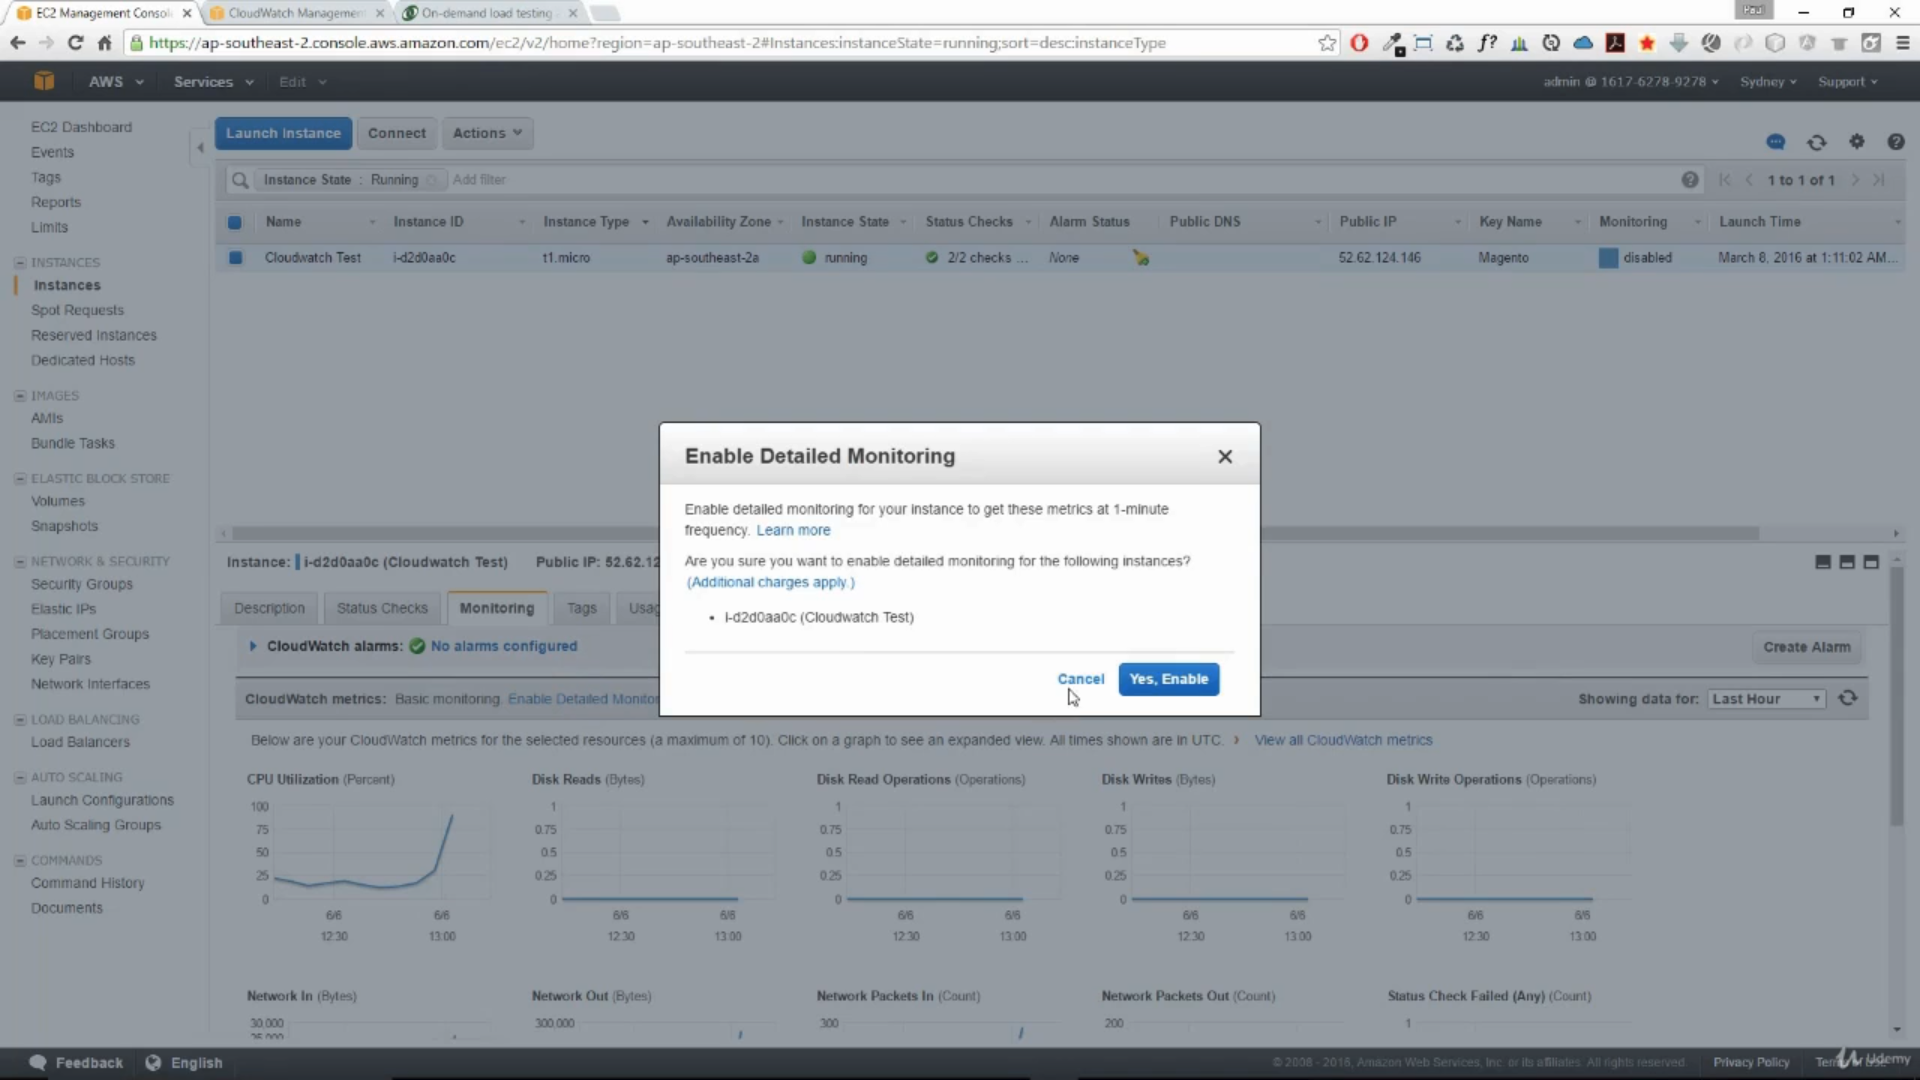 EC2 Management Consol
CloudWatch Management
On-demand load testing
Paul
https://ap-southeast-2.console.aws.amazon.com/ec2/v2/home?region=ap-southeast-2#Instances:instanceState=running;sort=desc:instanceType
AWS
Services
Edit
admin @ 1617-6278-9278
Sydney
Support
EC2 Dashboard
Events
Tags
Reports
Limits
INSTANCES
Instances
Spot Requests
Reserved Instances
Dedicated Hosts
IMAGES
AMIs
Bundle Tasks
ELASTIC BLOCK STORE
Volumes
Snapshots
NETWORK & SECURITY
Security Groups
Elastic IPs
Placement Groups
Key Pairs
Network Interfaces
LOAD BALANCING
Load Balancers
AUTO SCALING
Launch Configurations
Auto Scaling Groups
COMMANDS
Command History
Documents
Launch Instance
Connect
Actions
Instance State : Running
Add filter
1 to 1 of 1
Name Instance ID Instance Type Availability Zone Instance State Status Checks Alarm Status Public DNS Public IP Key Name Monitoring Launch Time
Cloudwatch Test i-d2d0aa0c t1.micro ap-southeast-2a running 2/2 checks ... None 52.62.124.146 Magento disabled March 8, 2016 at 1:11:02 AM...
Enable Detailed Monitoring
Enable detailed monitoring for your instance to get these metrics at 1-minute
frequency. Learn more
Are you sure you want to enable detailed monitoring for the following instances?
(Additional charges apply.)
• i-d2d0aa0c (Cloudwatch Test)
Cancel
Yes, Enable
Instance: i-d2d0aa0c (Cloudwatch Test) Public IP: 52.62.12
Description
Status Checks
Monitoring
Tags
Usag
CloudWatch alarms: No alarms configured
Create Alarm
CloudWatch metrics: Basic monitoring. Enable Detailed Monitor
Showing data for: Last Hour
Below are your CloudWatch metrics for the selected resources (a maximum of 10). Click on a graph to see an expanded view. All times shown are in UTC. View all CloudWatch metrics
CPU Utilization (Percent)
100
75
50
25
0
6/6 6/6
12:30 13:00
Disk Reads (Bytes)
1
0.75
0.5
0.25
0
6/6 6/6
12:30 13:00
Disk Read Operations (Operations)
1
0.75
0.5
0.25
0
6/6 6/6
12:30 13:00
Disk Writes (Bytes)
1
0.75
0.5
0.25
0
6/6 6/6
12:30 13:00
Disk Write Operations (Operations)
1
0.75
0.5
0.25
0
6/6 6/6
12:30 13:00
Network In (Bytes)
30,000
Network Out (Bytes)
300,000
Network Packets In (Count)
300
Network Packets Out (Count)
200
Status Check Failed (Any) (Count)
1
Feedback
English
© 2008 - 2016, Amazon Web Services, Inc. or its affiliates. All rights reserved.
Privacy Policy
Udemy